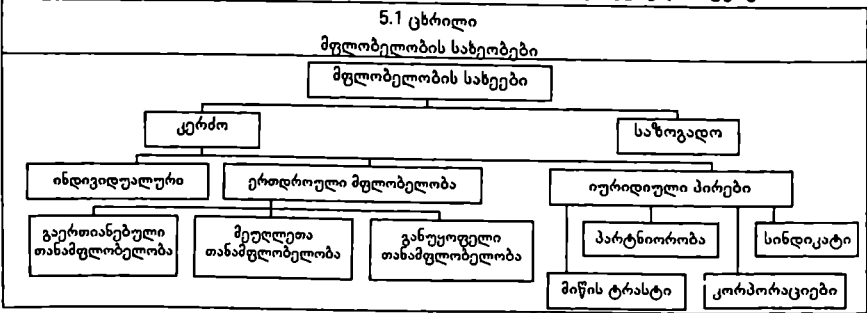 5.1 ცხრილი
მფლობელობის სახეობები
მფლობელობის სახეები
კერძო
საზოგადო
ინდივიდუალური
ერთდროული მფლობელობა
იურიდიული პირები
გაერთიანებული
თანამფლობელობა
მეუღლეთა
თანამფლობელობა
განუყოფელი
თანამფლობელობა
პარტნიორობა
სინდიკატი
მიწის ტრასტი
კორპორაციები